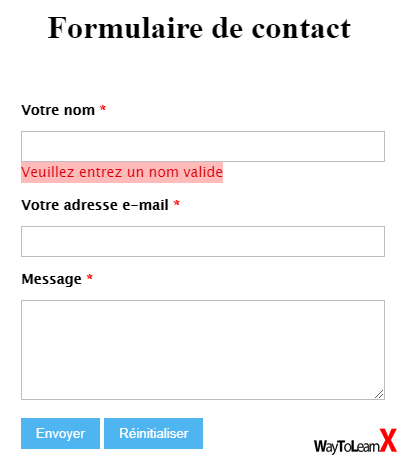 Formulaire de contact
Votre nom *
Veuillez entrez un nom valide
Votre adresse e-mail *
Message *
Envoyer Réinitialiser
WayToLearnX